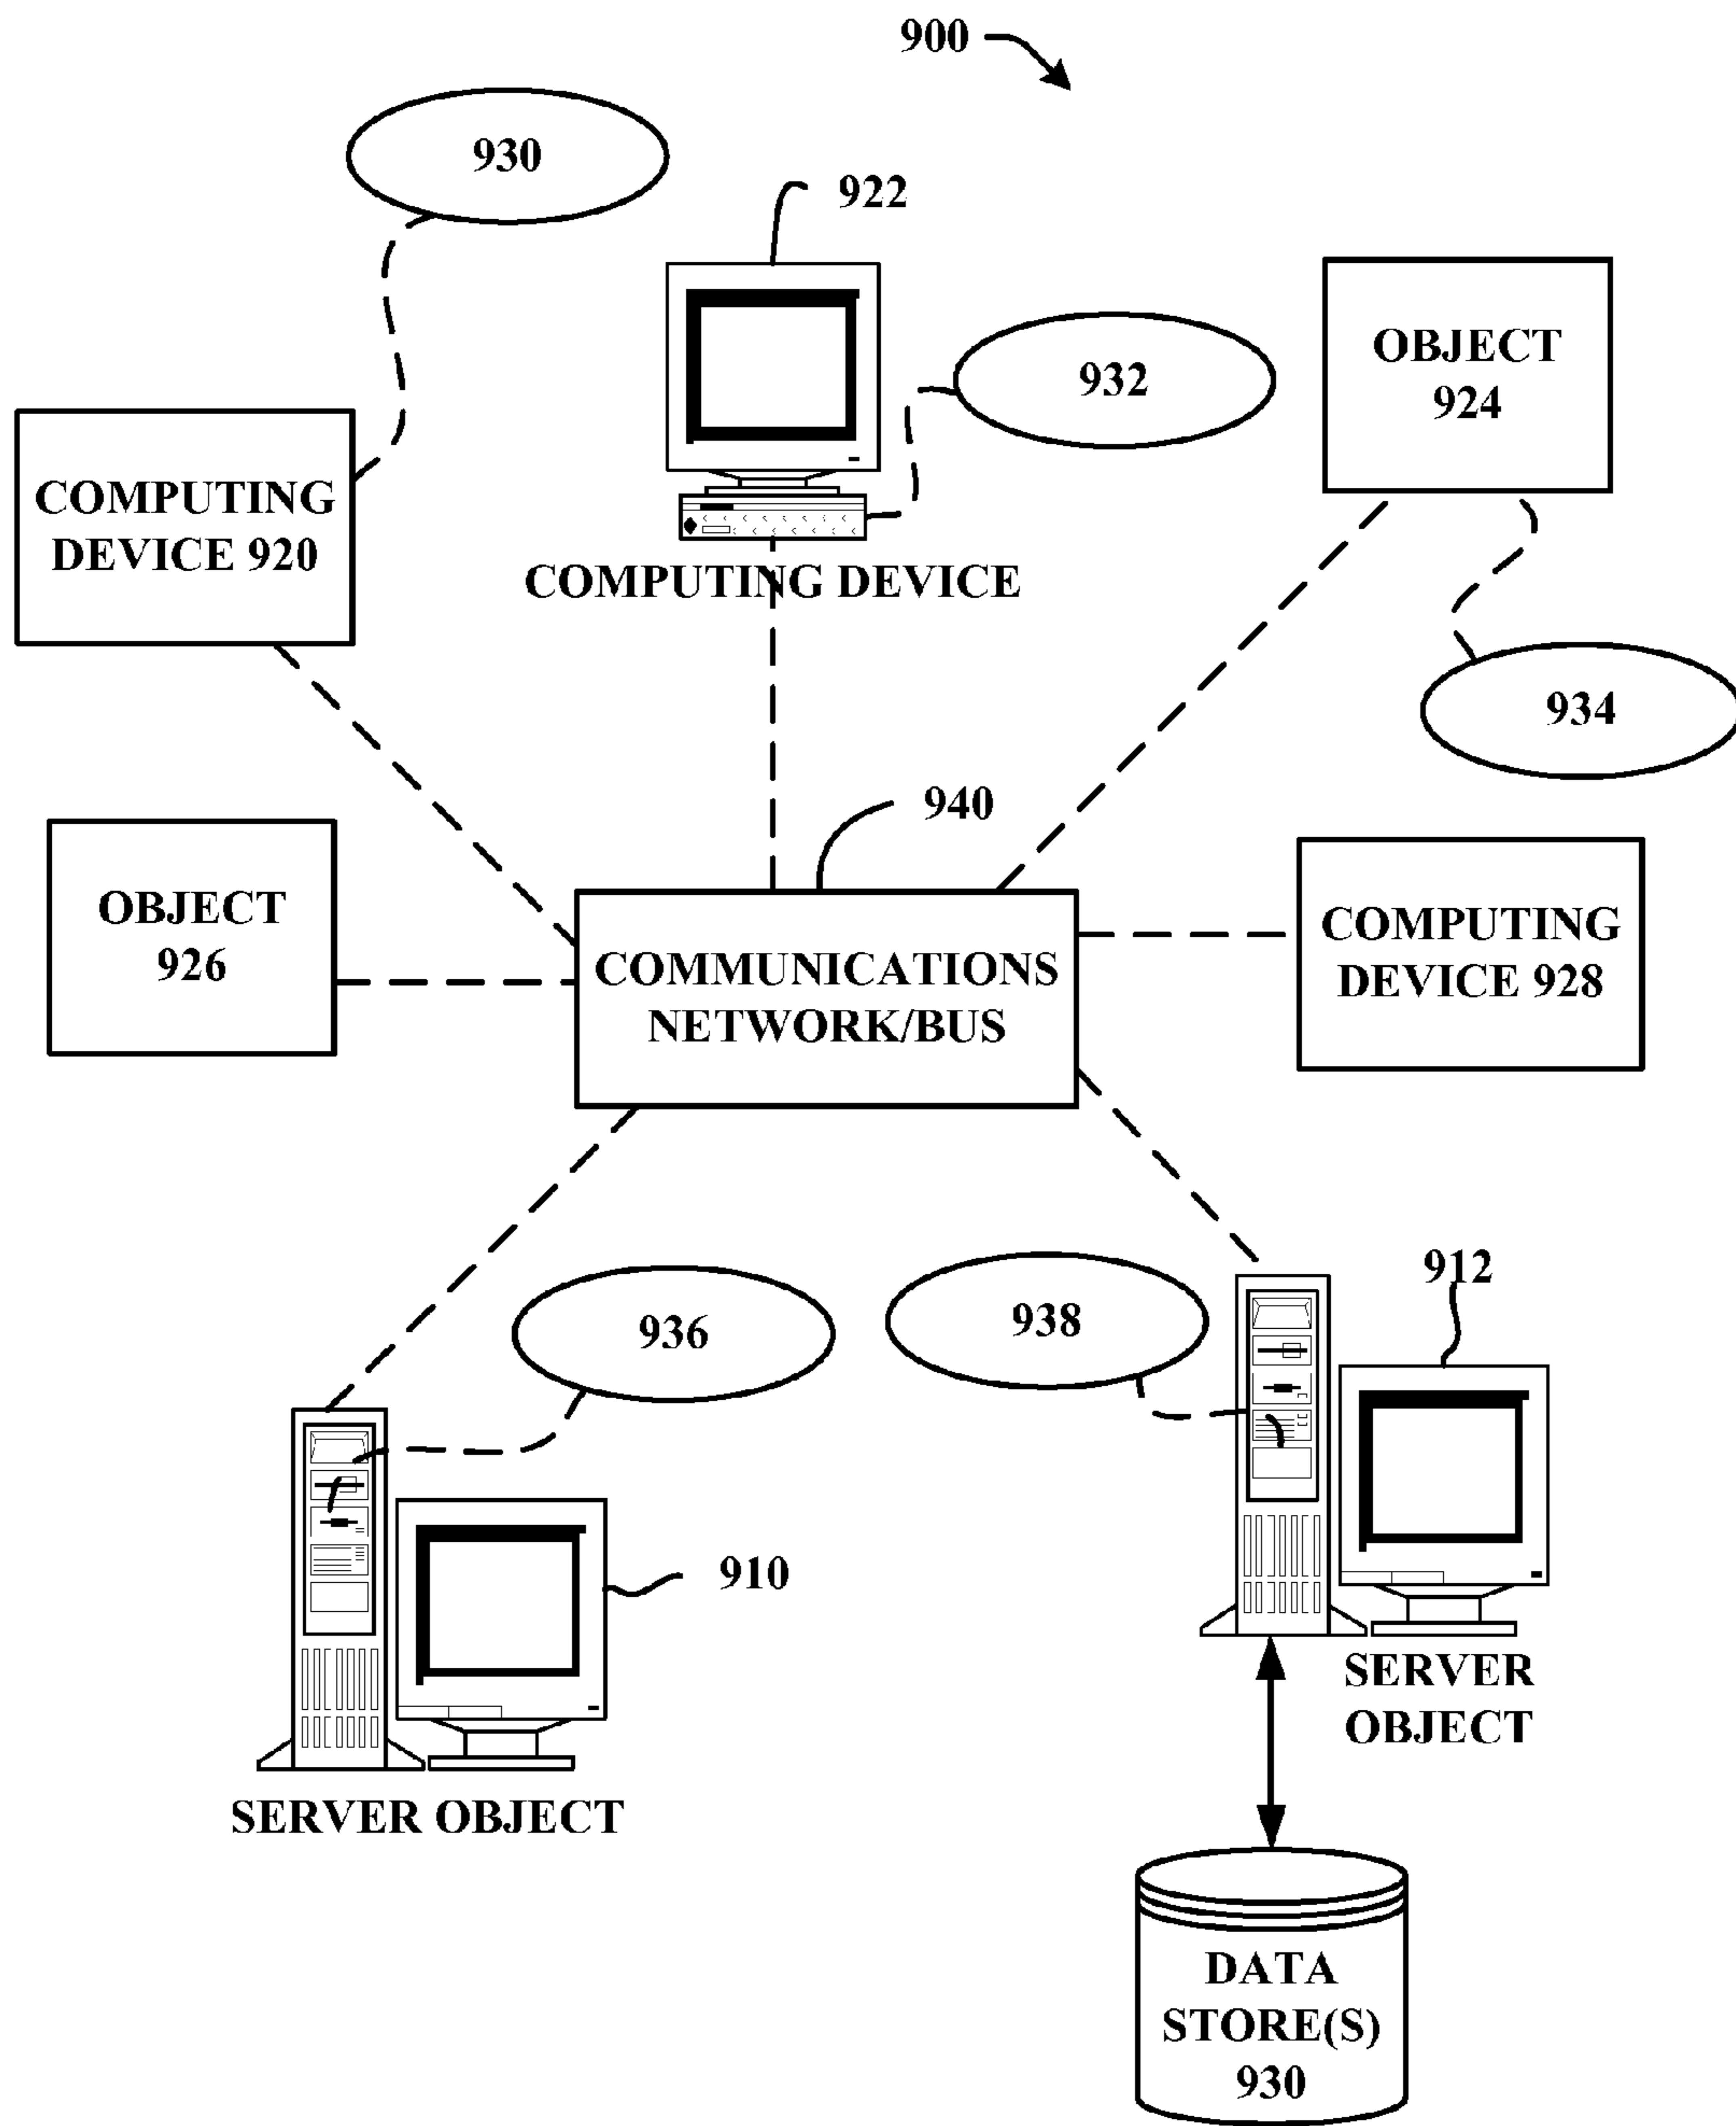 900
930
922
932
OBJECT
924
COMPUTING
DEVICE 920
COMPUTING DEVICE
934
940
OBJECT
926
COMMUNICATIONS
NETWORK/BUS
COMPUTING
DEVICE 928
936
938
912
910
SERVER OBJECT
SERVER
OBJECT
DATA
STORE(S)
930